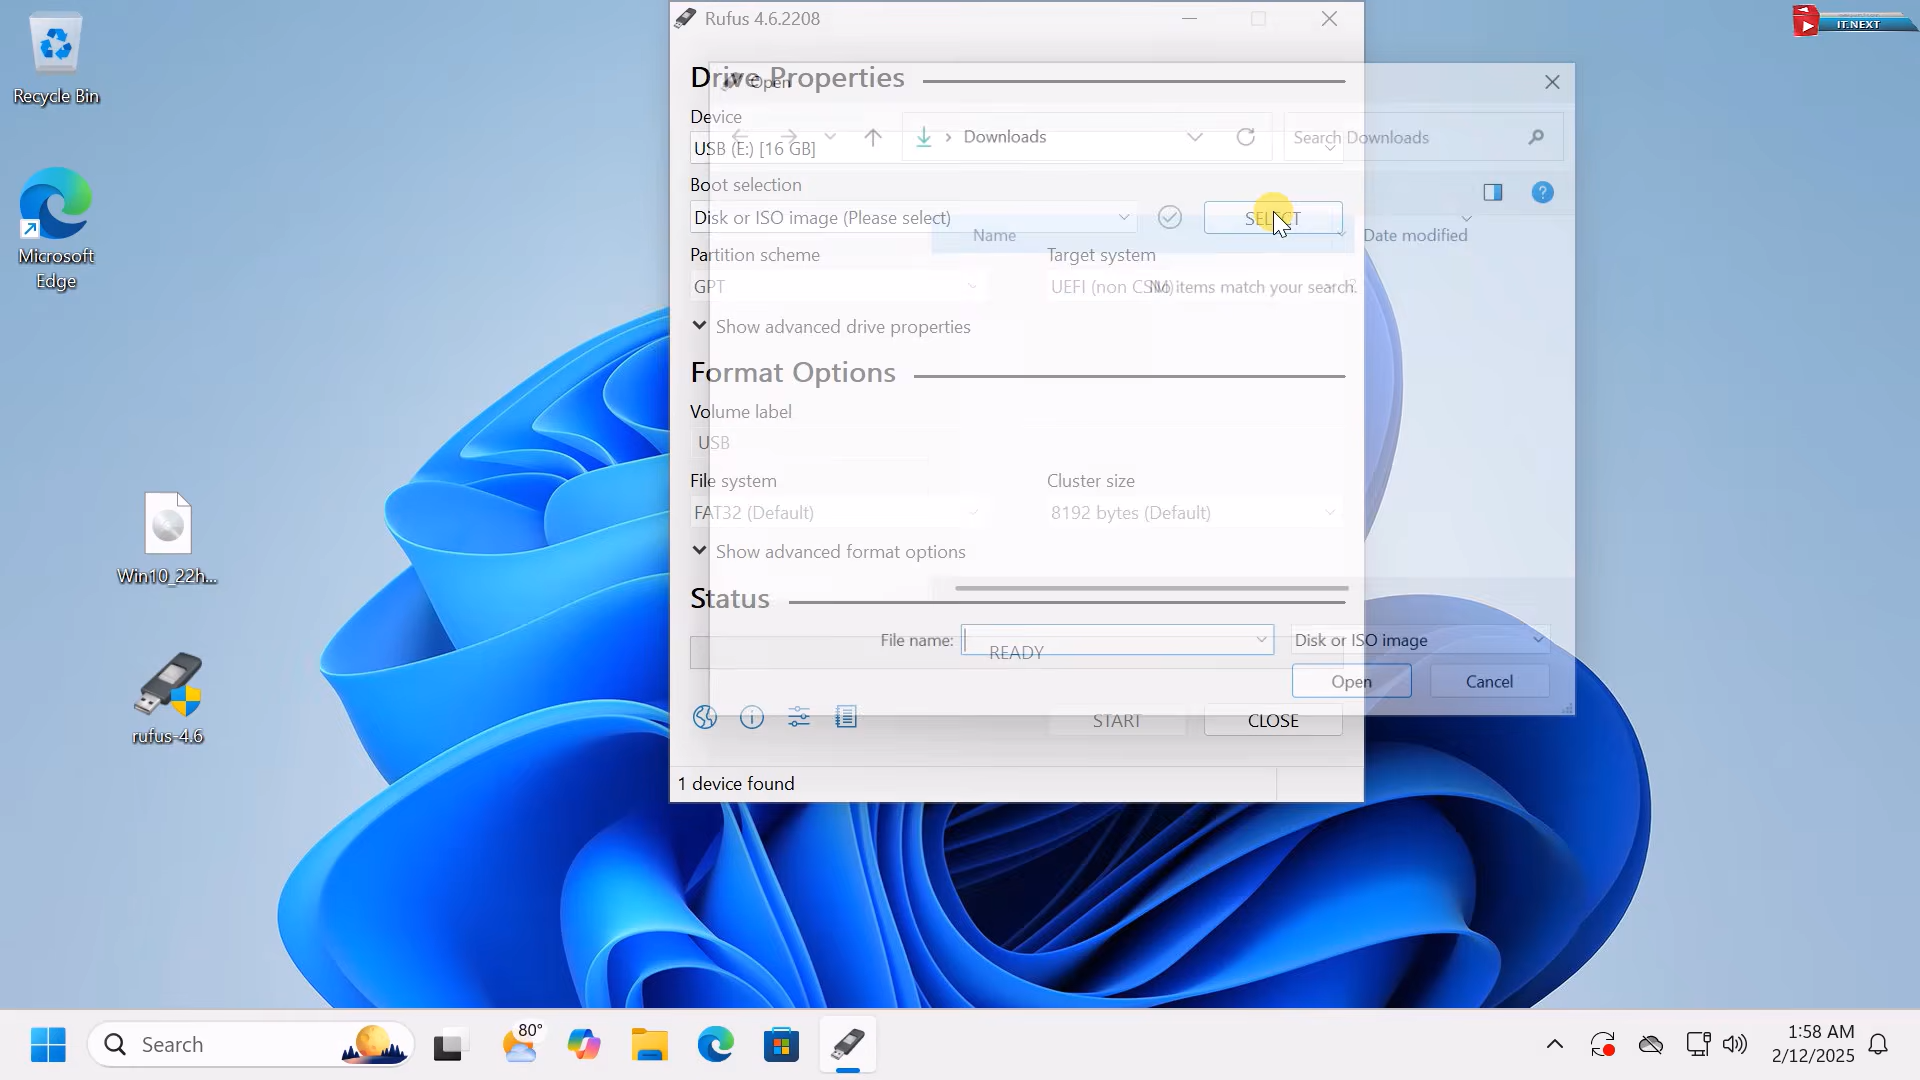 Recycle Bin
Microsoft
Edge
Win10_22h...
rufus-4.6
Rufus 4.6.2208
Drive Properties
Device
USB (E:) [16 GB]
Boot selection
Disk or ISO image (Please select)
SELECT
Partition scheme
Target system
GPT
UEFI (non CSM)
Show advanced drive properties
Format Options
Volume label
USB
File system
Cluster size
FAT32 (Default)
8192 bytes (Default)
Show advanced format options
Status
READY
START
CLOSE
1 device found
Open
Downloads
Search Downloads
Name
Date modified
No items match your search.
File name:
Disk or ISO image
Open
Cancel
IT.NEXT
Search
80°
1:58 AM
2/12/2025